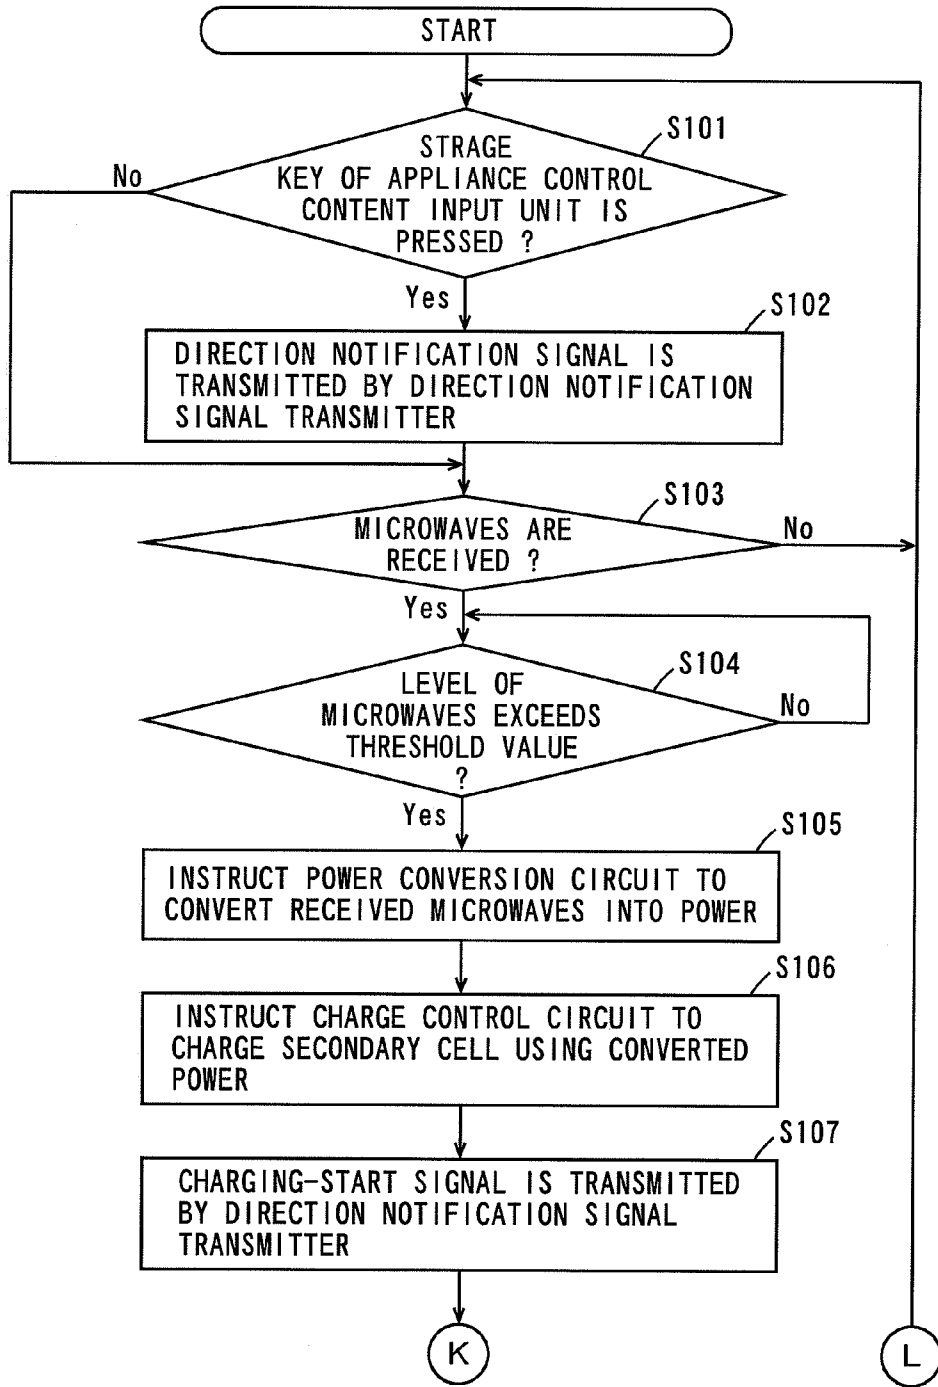 START
S101
STRAGE
KEY OF APPLIANCE CONTROL
CONTENT INPUT UNIT IS
PRESSED ?
No
Yes
S102
DIRECTION NOTIFICATION SIGNAL IS
TRANSMITTED BY DIRECTION NOTIFICATION
SIGNAL TRANSMITTER
S103
MICROWAVES ARE
RECEIVED ?
No
Yes
S104
LEVEL OF
MICROWAVES EXCEEDS
THRESHOLD VALUE
?
No
Yes
S105
INSTRUCT POWER CONVERSION CIRCUIT TO
CONVERT RECEIVED MICROWAVES INTO POWER
S106
INSTRUCT CHARGE CONTROL CIRCUIT TO
CHARGE SECONDARY CELL USING CONVERTED
POWER
S107
CHARGING-START SIGNAL IS TRANSMITTED
BY DIRECTION NOTIFICATION SIGNAL
TRANSMITTER
K
L